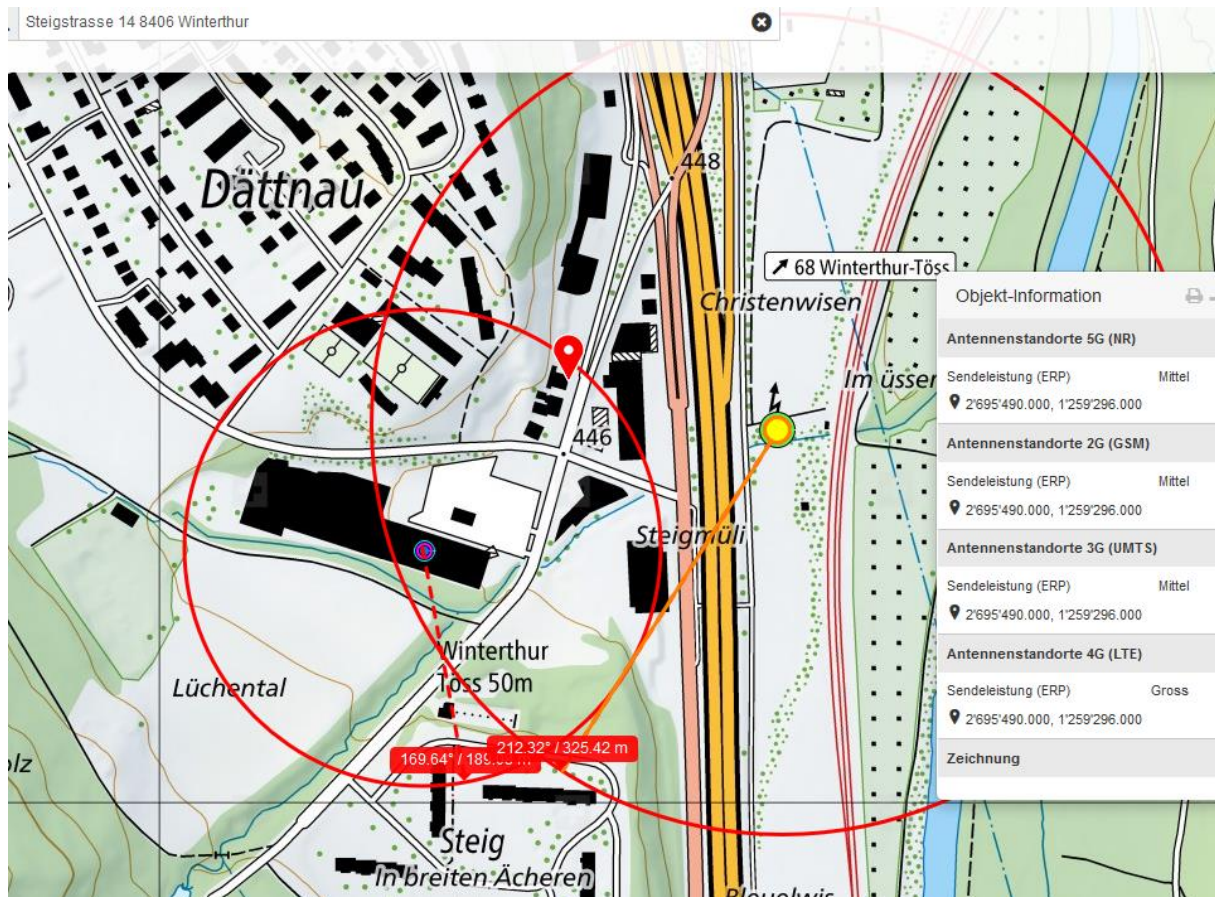 Steigstrasse 14 8406 Winterthur
Dättnau
448
68 Winterthur-Töss
Christenwisen
Im üsser
446
Steigmüli
Winterthur
Töss 50m
Lüchental
olz
169.64° / 189.
212.32° / 325.42 m
Steig
In breiten Ächeren
Objekt-Information
Antennenstandorte 5G (NR)
Sendeleistung (ERP) Mittel
2'695'490.000, 1'259'296.000
Antennenstandorte 2G (GSM)
Sendeleistung (ERP) Mittel
2'695'490.000, 1'259'296.000
Antennenstandorte 3G (UMTS)
Sendeleistung (ERP) Mittel
2'695'490.000, 1'259'296.000
Antennenstandorte 4G (LTE)
Sendeleistung (ERP) Gross
2'695'490.000, 1'259'296.000
Zeichnung